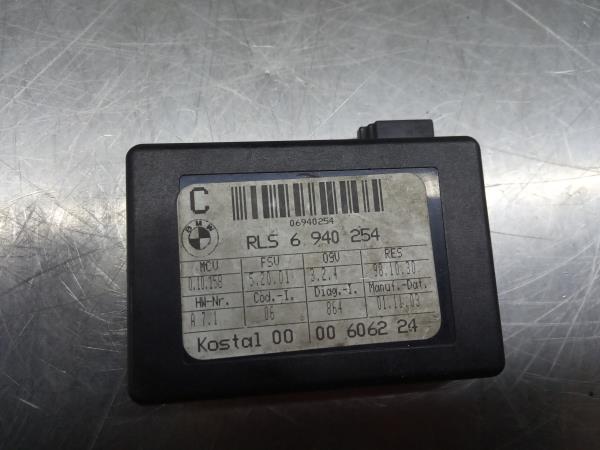 C
06940254
BMW
RLS 6 940 254
MCV FSV OSV RES
0.10.158 5.20.01 3.2.4 98.10.30
HW-Nr. Cod.-I. Diag.-I. Manuf.-Dat.
A 7.1 06 864 01.11.03
Kostal 00 00 6062 24